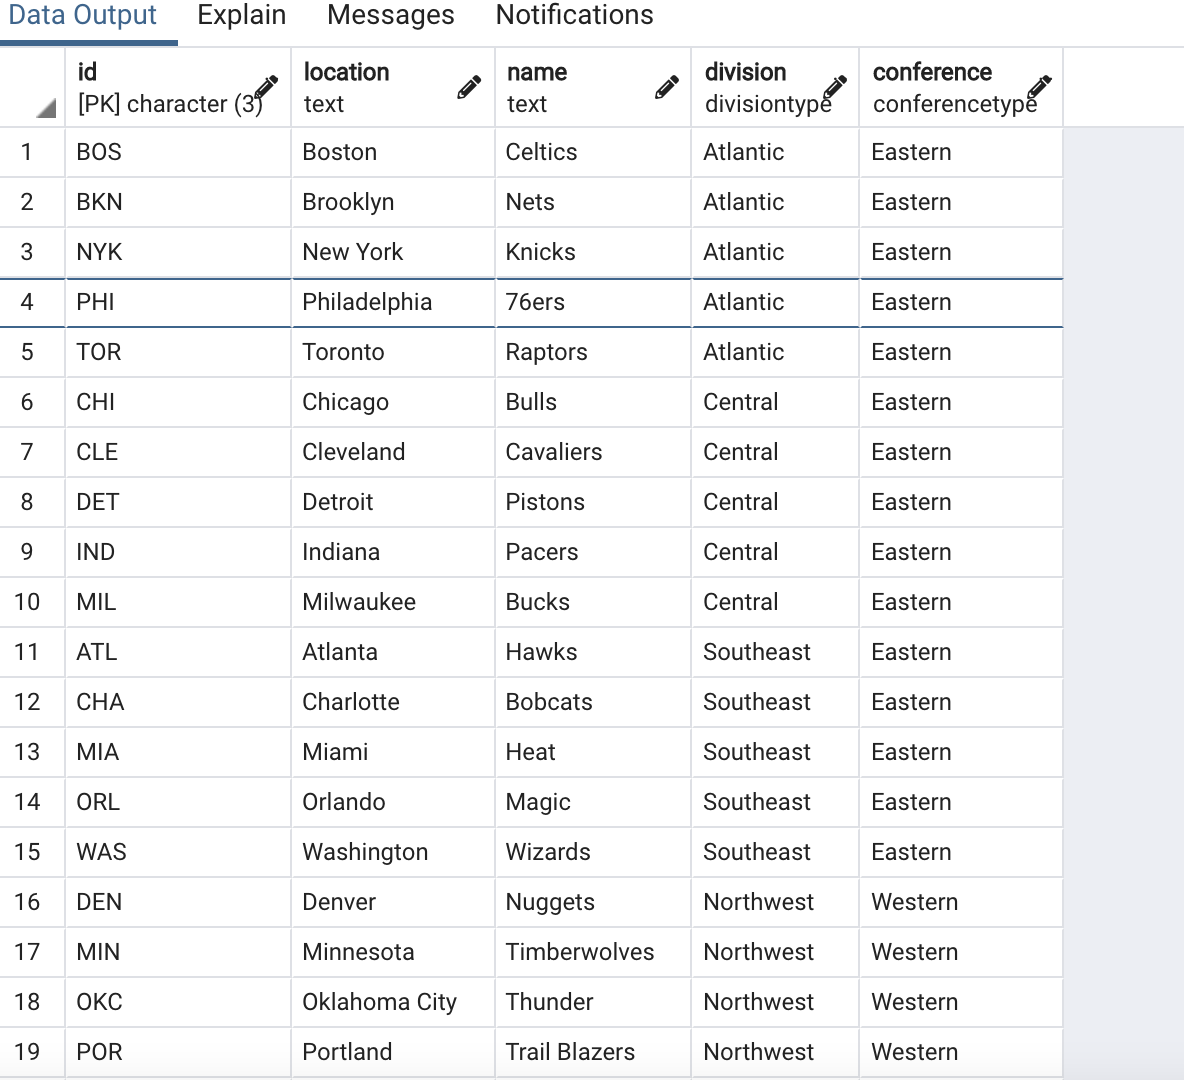 Data Output Explain Messages Notifications
id location name division conference
[PK] character (3) text text divisiontype conferencetype
1 BOS Boston Celtics Atlantic Eastern
2 BKN Brooklyn Nets Atlantic Eastern
3 NYK New York Knicks Atlantic Eastern
4 PHI Philadelphia 76ers Atlantic Eastern
5 TOR Toronto Raptors Atlantic Eastern
6 CHI Chicago Bulls Central Eastern
7 CLE Cleveland Cavaliers Central Eastern
8 DET Detroit Pistons Central Eastern
9 IND Indiana Pacers Central Eastern
10 MIL Milwaukee Bucks Central Eastern
11 ATL Atlanta Hawks Southeast Eastern
12 CHA Charlotte Bobcats Southeast Eastern
13 MIA Miami Heat Southeast Eastern
14 ORL Orlando Magic Southeast Eastern
15 WAS Washington Wizards Southeast Eastern
16 DEN Denver Nuggets Northwest Western
17 MIN Minnesota Timberwolves Northwest Western
18 OKC Oklahoma City Thunder Northwest Western
19 POR Portland Trail Blazers Northwest Western